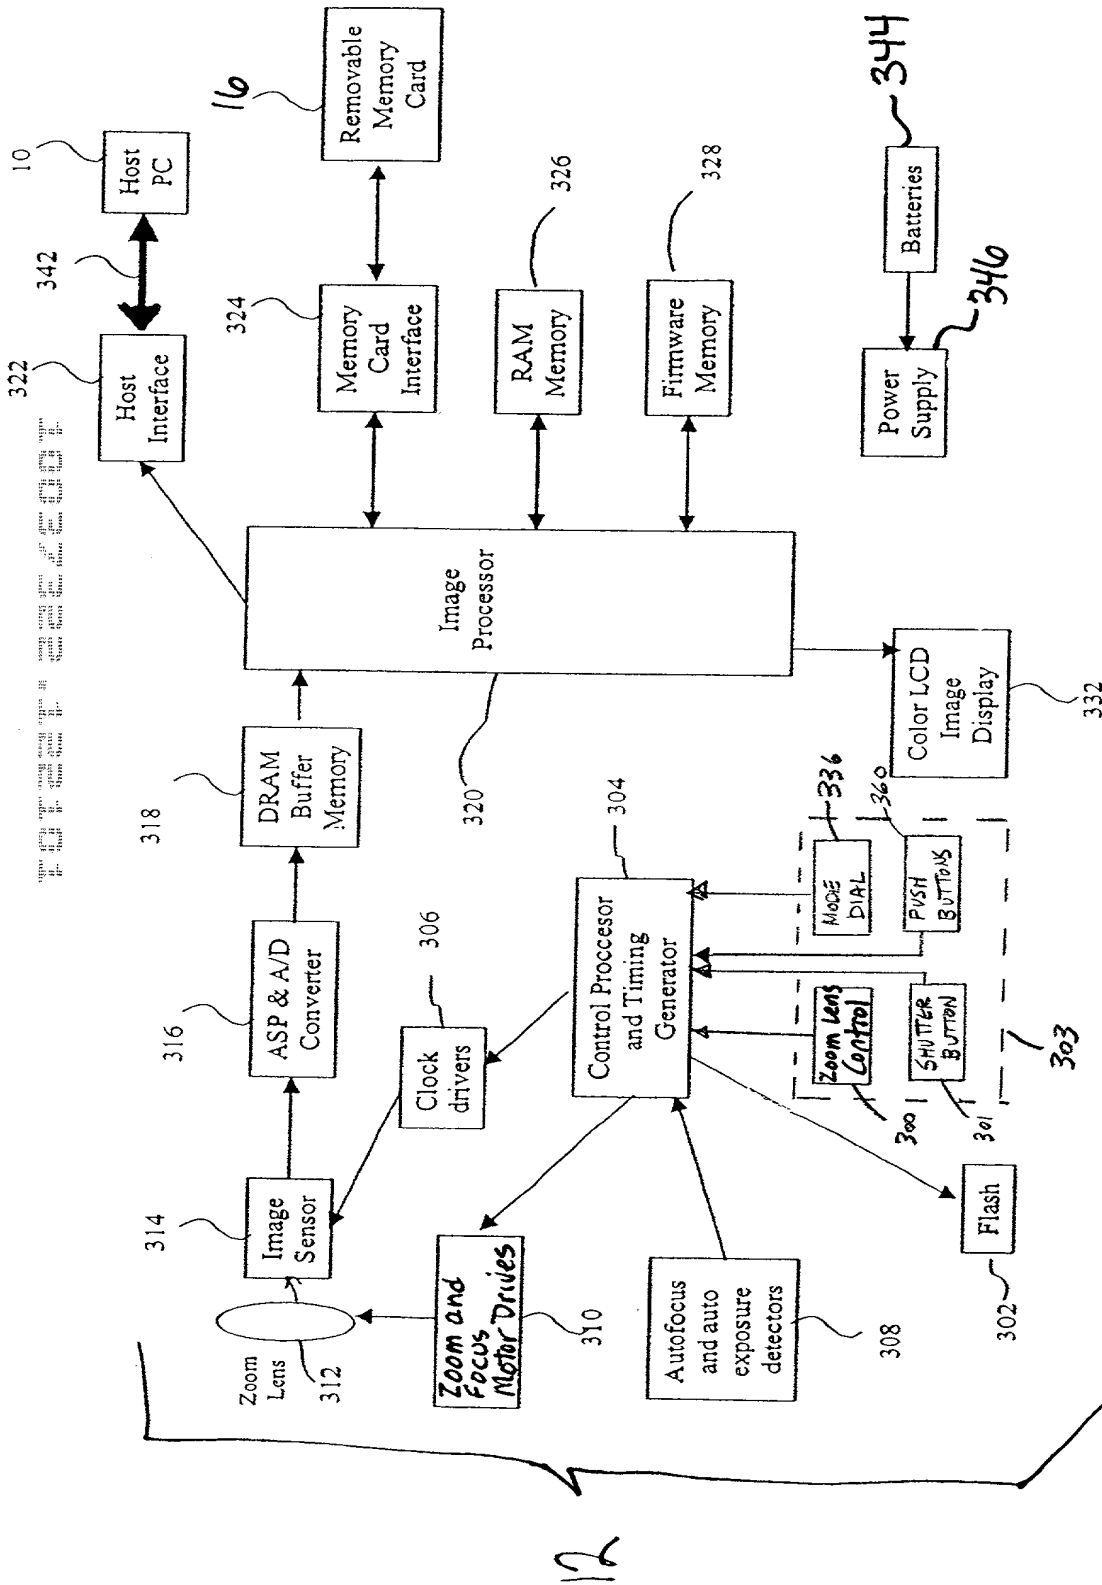 12
Zoom
Lens
312
314
Image
Sensor
316
ASP & A/D
Converter
318
DRAM
Buffer
Memory
322
Host
Interface
342
10
Host
PC
Zoom and
Focus
Motor Drives
310
306
Clock
drivers
320
Image
Processor
324
Memory
Card
Interface
16
Removable
Memory
Card
326
RAM
Memory
328
Firmware
Memory
Autofocus
and auto
exposure
detectors
308
304
Control Proccesor
and Timing
Generator
Zoom Lens
Control
300
MODE
DIAL
336
SHUTTER
BUTTON
301
PUSH
BUTTONS
360
303
Flash
302
Color LCD
Image
Display
332
Power
Supply
346
Batteries
344